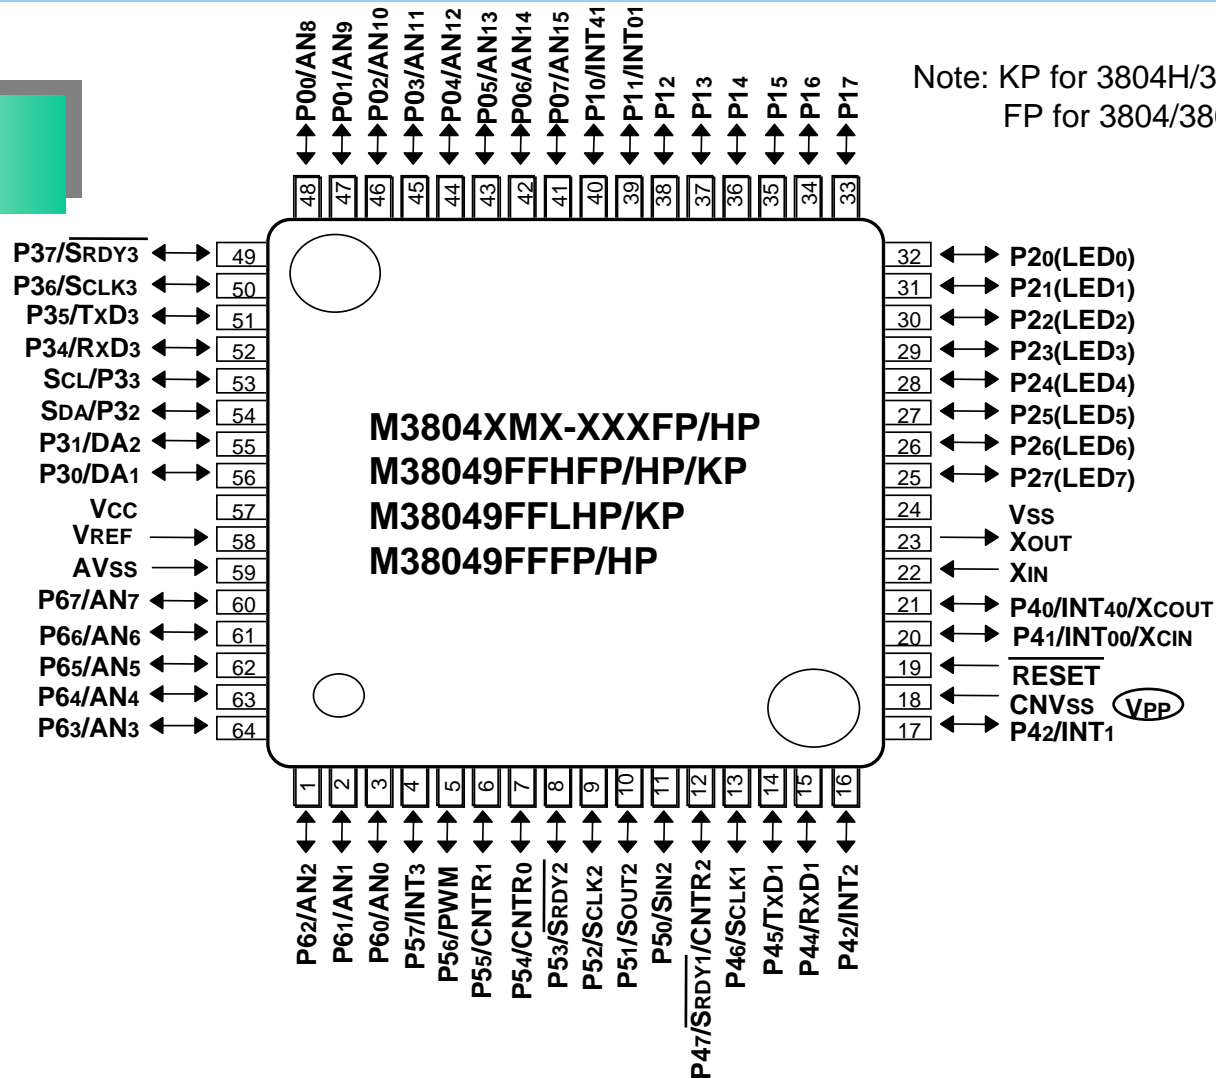 P00/AN8
P01/AN9
P02/AN10
P03/AN11
P04/AN12
P05/AN13
P06/AN14
P07/AN15
P10/INT41
P11/INT01
P12
P13
P14
P15
P16
P17
Note: KP for 3804H/3
FP for 3804/380
48
47
46
45
44
43
42
41
40
39
38
37
36
35
34
33
P37/SRDY3 49
P36/SCLK3 50
P35/TxD3 51
P34/RxD3 52
SCL/P33 53
SDA/P32 54
P31/DA2 55
P30/DA1 56
VCC 57
VREF 58
AVSS 59
P67/AN7 60
P66/AN6 61
P65/AN5 62
P64/AN4 63
P63/AN3 64
M3804XMX-XXXFP/HP
M38049FFHFP/HP/KP
M38049FFLHP/KP
M38049FFFP/HP
32 P20(LED0)
31 P21(LED1)
30 P22(LED2)
29 P23(LED3)
28 P24(LED4)
27 P25(LED5)
26 P26(LED6)
25 P27(LED7)
24 VSS
23 XOUT
22 XIN
21 P40/INT40/XCOUT
20 P41/INT00/XCIN
19 RESET
18 CNVSS VPP
17 P42/INT1
1
2
3
4
5
6
7
8
9
10
11
12
13
14
15
16
P62/AN2
P61/AN1
P60/AN0
P57/INT3
P56/PWM
P55/CNTR1
P54/CNTR0
P53/SRDY2
P52/SCLK2
P51/SOUT2
P50/SIN2
P47/SRDY1/CNTR2
P46/SCLK1
P45/TxD1
P44/RxD1
P42/INT2